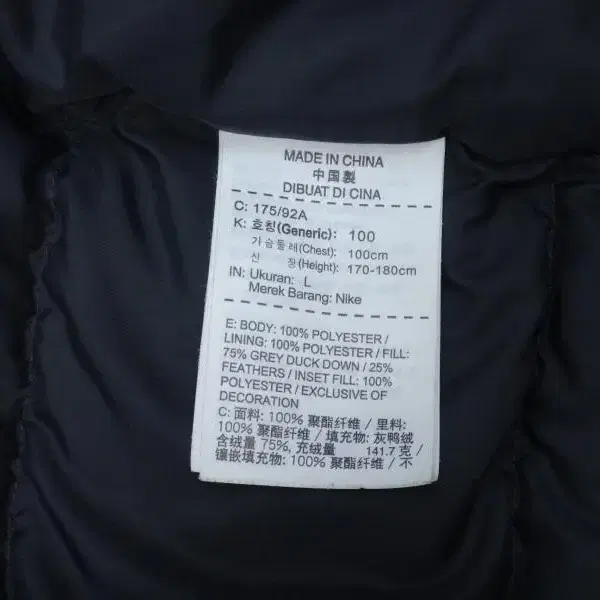 MADE IN CHINA
中国製
DIBUAT DI CINA
C: 175/92A
K: 호칭(Generic): 100
가슴둘레(Chest): 100cm
신 장(Height): 170-180cm
IN: Ukuran: L
Merek Barang: Nike
E: BODY: 100% POLYESTER /
LINING: 100% POLYESTER / FILL:
75% GREY DUCK DOWN / 25%
FEATHERS / INSET FILL: 100%
POLYESTER / EXCLUSIVE OF
DECORATION
C: 面料: 100% 聚酯纤维 / 里料:
100% 聚酯纤维 / 填充物: 灰鸭绒
含绒量 75%, 充绒量 141.7 克 /
镶嵌填充物: 100% 聚酯纤维 / 不